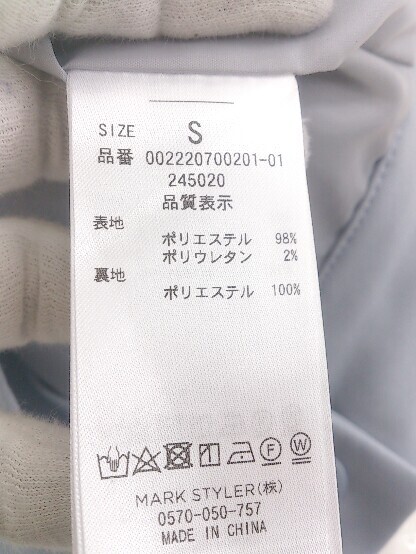 SIZE S
品番 002220700201-01
245020
品質表示
表地
ポリエステル 98%
ポリウレタン 2%
裏地
ポリエステル 100%
F W
MARK STYLER(株)
0570-050-757
MADE IN CHINA